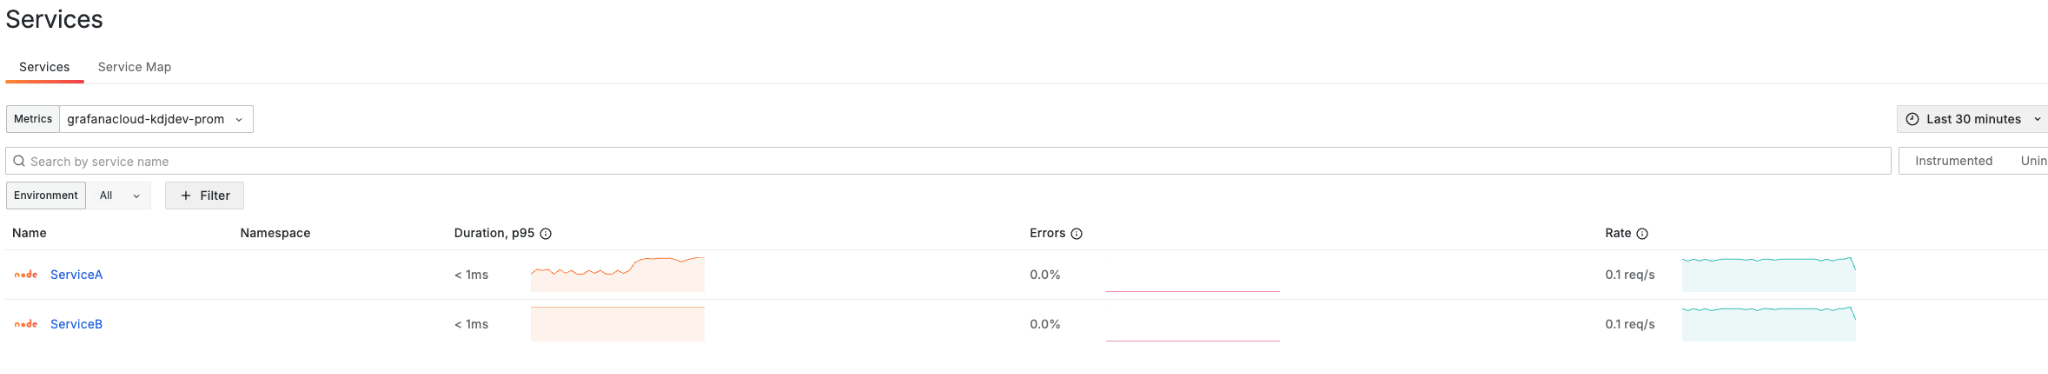 Services
Services Service Map
Metrics grafanacloud-kdjdev-prom Last 30 minutes
Search by service name Instrumented Unin
Environment All + Filter
Name Namespace Duration, p95 Errors Rate
node ServiceA < 1ms 0.0% 0.1 req/s
node ServiceB < 1ms 0.0% 0.1 req/s